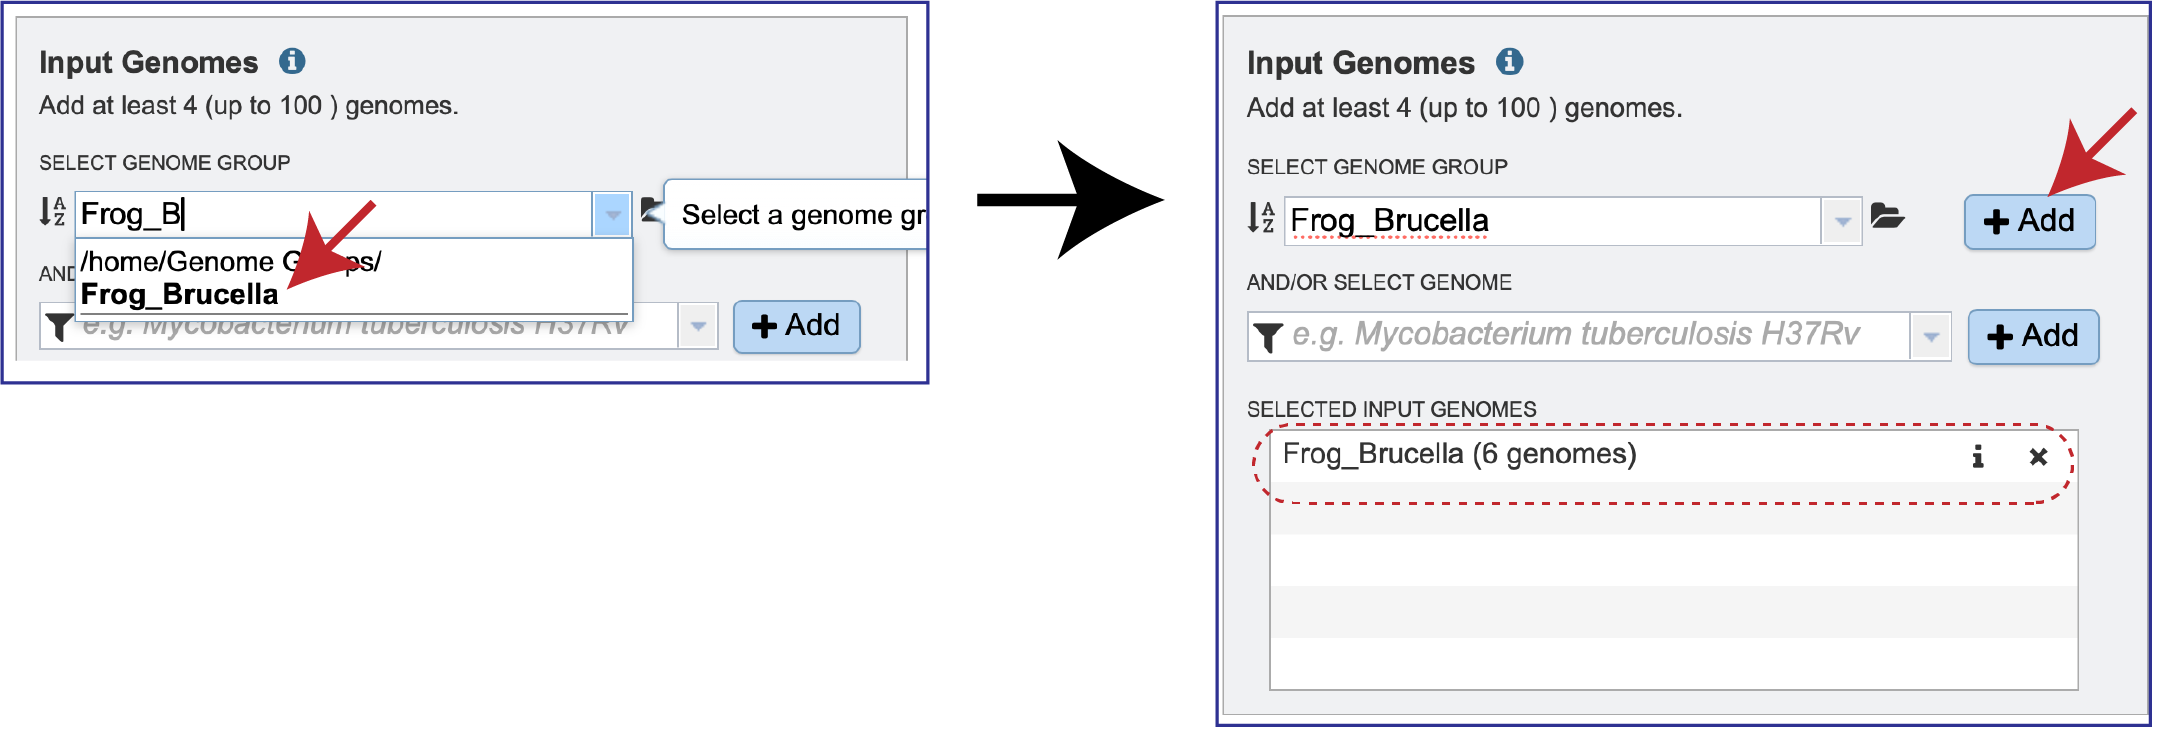 Input Genomes
Add at least 4 (up to 100 ) genomes.
SELECT GENOME GROUP
Frog_B
Select a genome gr
/home/Genome Groups/
Frog_Brucella
AND
e.g. Mycobacterium tuberculosis H37Rv
Add
Input Genomes
Add at least 4 (up to 100 ) genomes.
SELECT GENOME GROUP
Frog_Brucella
Add
AND/OR SELECT GENOME
e.g. Mycobacterium tuberculosis H37Rv
Add
SELECTED INPUT GENOMES
Frog_Brucella (6 genomes)